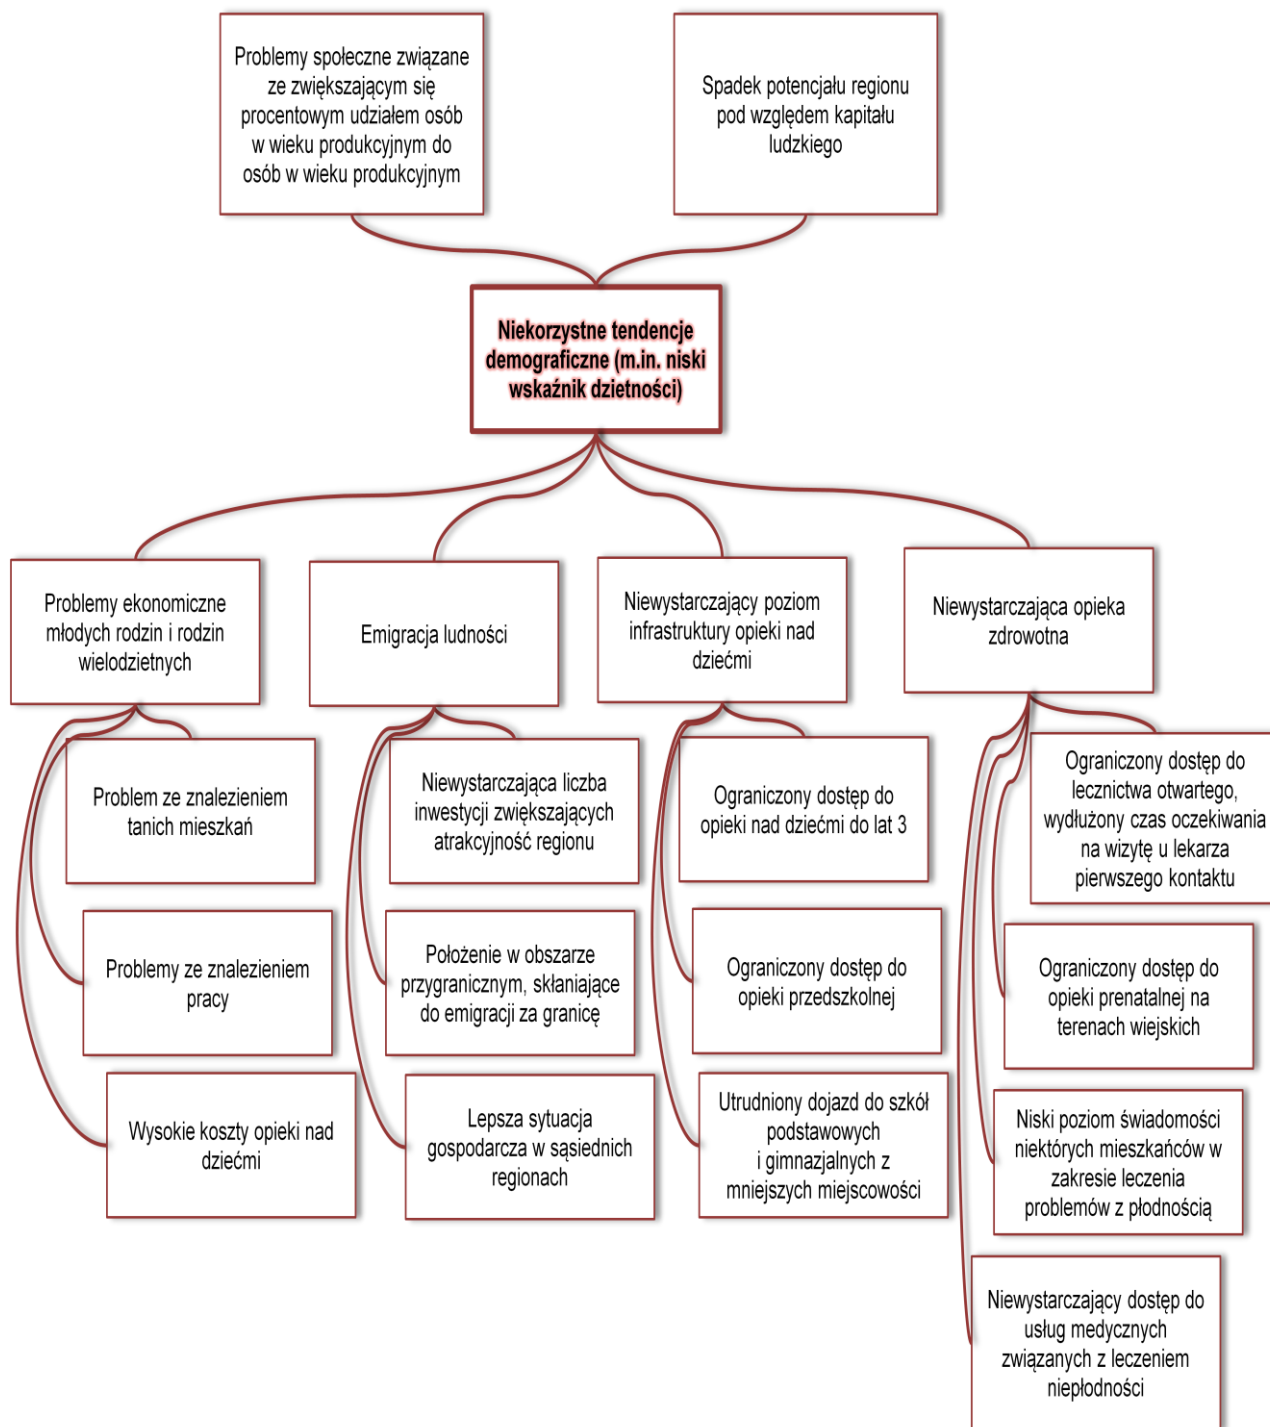 Problemy społeczne związane
ze zwiększającym się
procentowym udziałem osób
w wieku produkcyjnym do
osób w wieku produkcyjnym
Spadek potencjału regionu
pod względem kapitału
ludzkiego
Niekorzystne tendencje
demograficzne (m.in. niski
wskaźnik dzietności)
Problemy ekonomiczne
młodych rodzin i rodzin
wielodzietnych
Emigracja ludności
Niewystarczający poziom
infrastruktury opieki nad
dziećmi
Niewystarczająca opieka
zdrowotna
Problem ze znalezieniem
tanich mieszkań
Problemy ze znalezieniem
pracy
Wysokie koszty opieki nad
dziećmi
Niewystarczająca liczba
inwestycji zwiększających
atrakcyjność regionu
Położenie w obszarze
przygranicznym, skłaniające
do emigracji za granicę
Lepsza sytuacja
gospodarcza w sąsiednich
regionach
Ograniczony dostęp do
opieki nad dziećmi do lat 3
Ograniczony dostęp do
opieki przedszkolnej
Utrudniony dojazd do szkół
podstawowych
i gimnazjalnych z
mniejszych miejscowości
Ograniczony dostęp do
lecznictwa otwartego,
wydłużony czas oczekiwania
na wizytę u lekarza
pierwszego kontaktu
Ograniczony dostęp do
opieki prenatalnej na
terenach wiejskich
Niski poziom świadomości
niektórych mieszkańców w
zakresie leczenia
problemów z płodnością
Niewystarczający dostęp do
usług medycznych
związanych z leczeniem
niepłodności